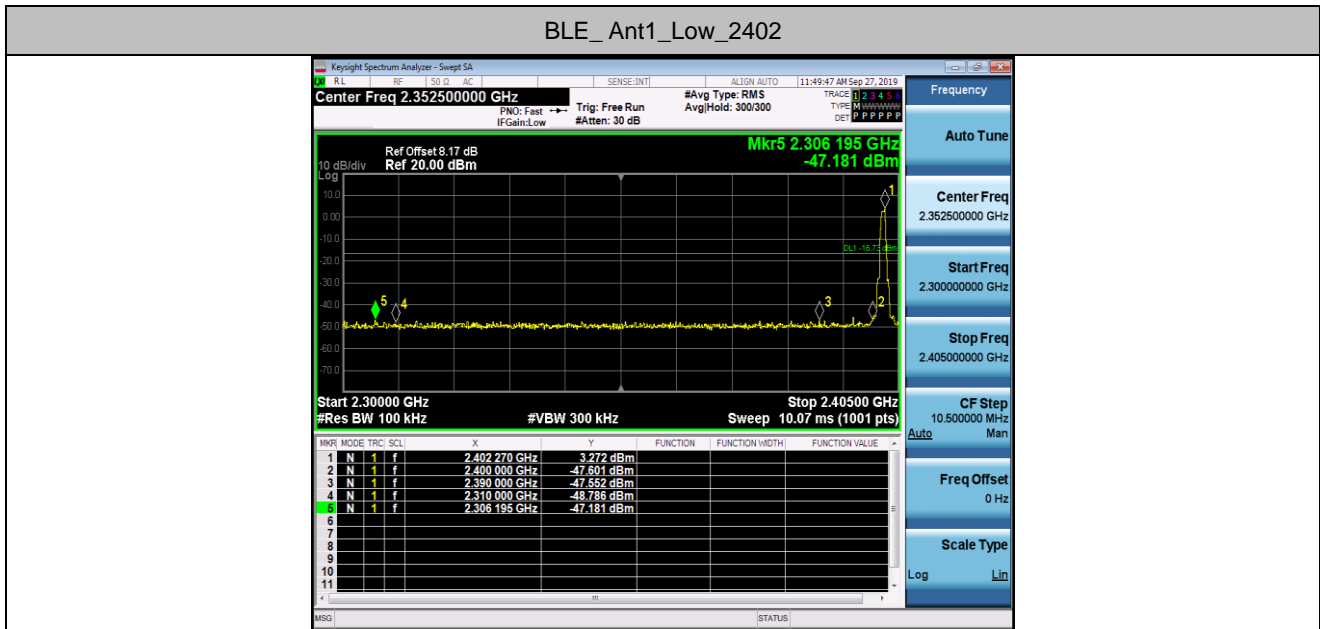 BLE_ Ant1_Low_2402
Keysight Spectrum Analyzer - Swept SA
RL RF 50 Ω AC SENSE:INT ALIGN AUTO 11:49:47 AM Sep 27, 2019
Center Freq 2.352500000 GHz
PNO: Fast
IFGain:Low
Trig: Free Run
#Atten: 30 dB
#Avg Type: RMS
Avg|Hold: 300/300
TRACE 1 2 3 4 5 6
TYPE M W W W W W
DET P P P P P P
Mkr5 2.306 195 GHz
-47.181 dBm
Ref Offset 8.17 dB
10 dB/div Ref 20.00 dBm
Log
10.0
0.00
-10.0
-20.0
-30.0
-40.0
-50.0
-60.0
-70.0
DL1 -16.73 dBm
1
2
3
4
5
Start 2.30000 GHz Stop 2.40500 GHz
#Res BW 100 kHz #VBW 300 kHz Sweep 10.07 ms (1001 pts)
MKR MODE TRC SCL X Y FUNCTION FUNCTION WIDTH FUNCTION VALUE
1 N 1 f 2.402 270 GHz 3.272 dBm
2 N 1 f 2.400 000 GHz -47.601 dBm
3 N 1 f 2.390 000 GHz -47.552 dBm
4 N 1 f 2.310 000 GHz -48.786 dBm
5 N 1 f 2.306 195 GHz -47.181 dBm
6
7
8
9
10
11
MSG STATUS
Frequency
Auto Tune
Center Freq
2.352500000 GHz
Start Freq
2.300000000 GHz
Stop Freq
2.405000000 GHz
CF Step
10.500000 MHz
Auto Man
Freq Offset
0 Hz
Scale Type
Log Lin